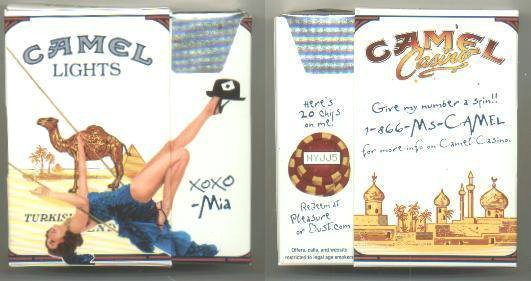 CAMEL
LIGHTS
TURKISH
XOXO
-Mia
CAMEL
Casino
Here's
20 chips
on me!
NYJJ5
Redeem at
Pleasure
or Dust.com
Offers, calls, and website
restricted to legal age smokers
Give my number a spin!!
1-866-Ms-CAMEL
for more info on Camel Casino.